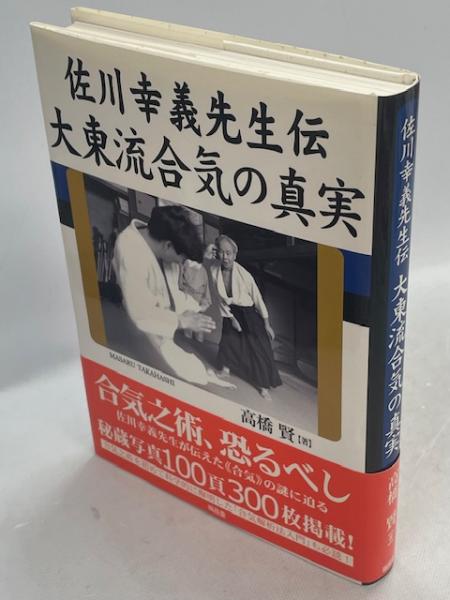 佐川幸義先生伝
大東流合気の真実
MASARU TAKAHASHI
高橋 賢【著】
合気之術、恐るべし
佐川幸義先生が伝えた《合気》の謎に迫る
秘蔵写真100頁300枚掲載!
佐川幸義先生伝 大東流合気の真実
高橋 賢